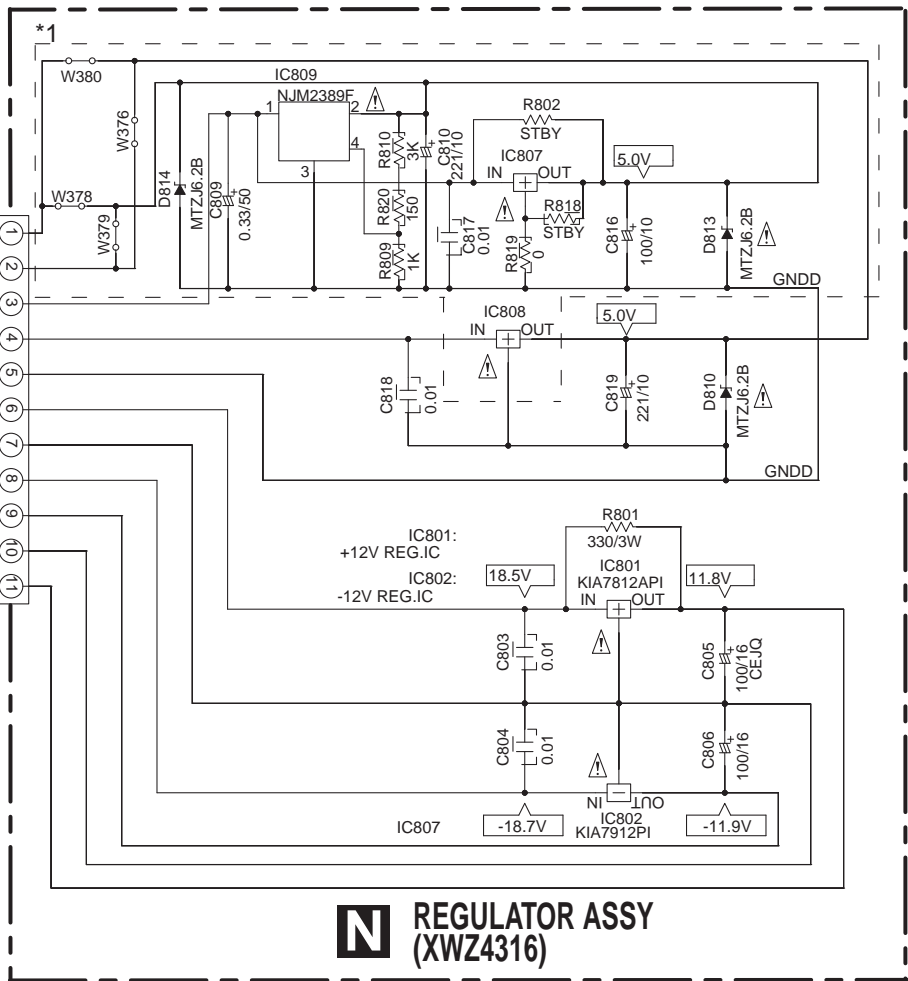 *1
W380
IC809
NJM2389F
1
2
4
3
R802
STBY
IC807
IN
OUT
5.0V
W376
D814
MTZJ6.2B
C809
0.33/50
R810
3K
C810
221/10
R820
150
R809
1K
C817
0.01
R818
STBY
R819
0
C816
100/10
D813
MTZJ6.2B
W378
W379
GNDD
IC808
IN
OUT
5.0V
C818
0.01
C819
221/10
D810
MTZJ6.2B
GNDD
1
2
3
4
5
6
7
8
9
10
11
IC801:
+12V REG.IC
IC802:
-12V REG.IC
R801
330/3W
IC801
KIA7812API
IN
OUT
18.5V
11.8V
C803
0.01
C805
100/16
CEJQ
C804
0.01
C806
100/16
IN
OUT
IC802
KIA7912PI
IC807
-18.7V
-11.9V
N
REGULATOR ASSY
(XWZ4316)